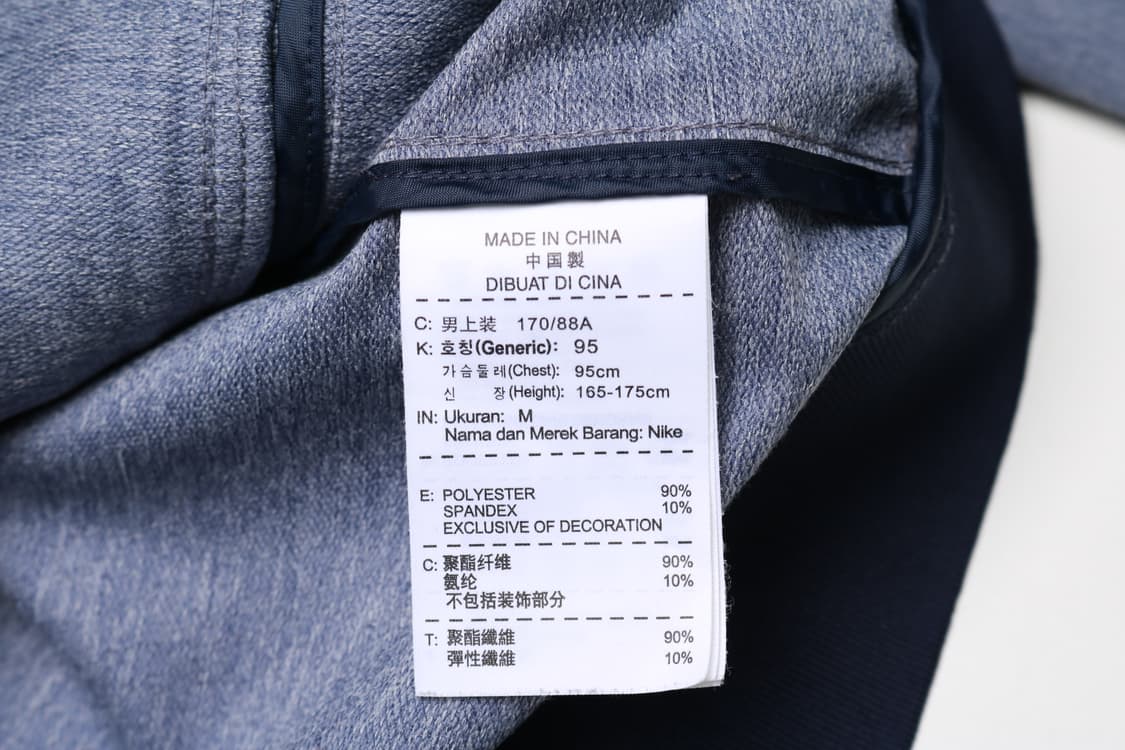 MADE IN CHINA
中国製
DIBUAT DI CINA
C: 男上装 170/88A
K: 호칭(Generic): 95
가슴둘레(Chest): 95cm
신 장(Height): 165-175cm
IN: Ukuran: M
Nama dan Merek Barang: Nike
E: POLYESTER 90%
SPANDEX 10%
EXCLUSIVE OF DECORATION
C: 聚酯纤维 90%
氨纶 10%
不包括装饰部分
T: 聚酯纖維 90%
彈性纖維 10%